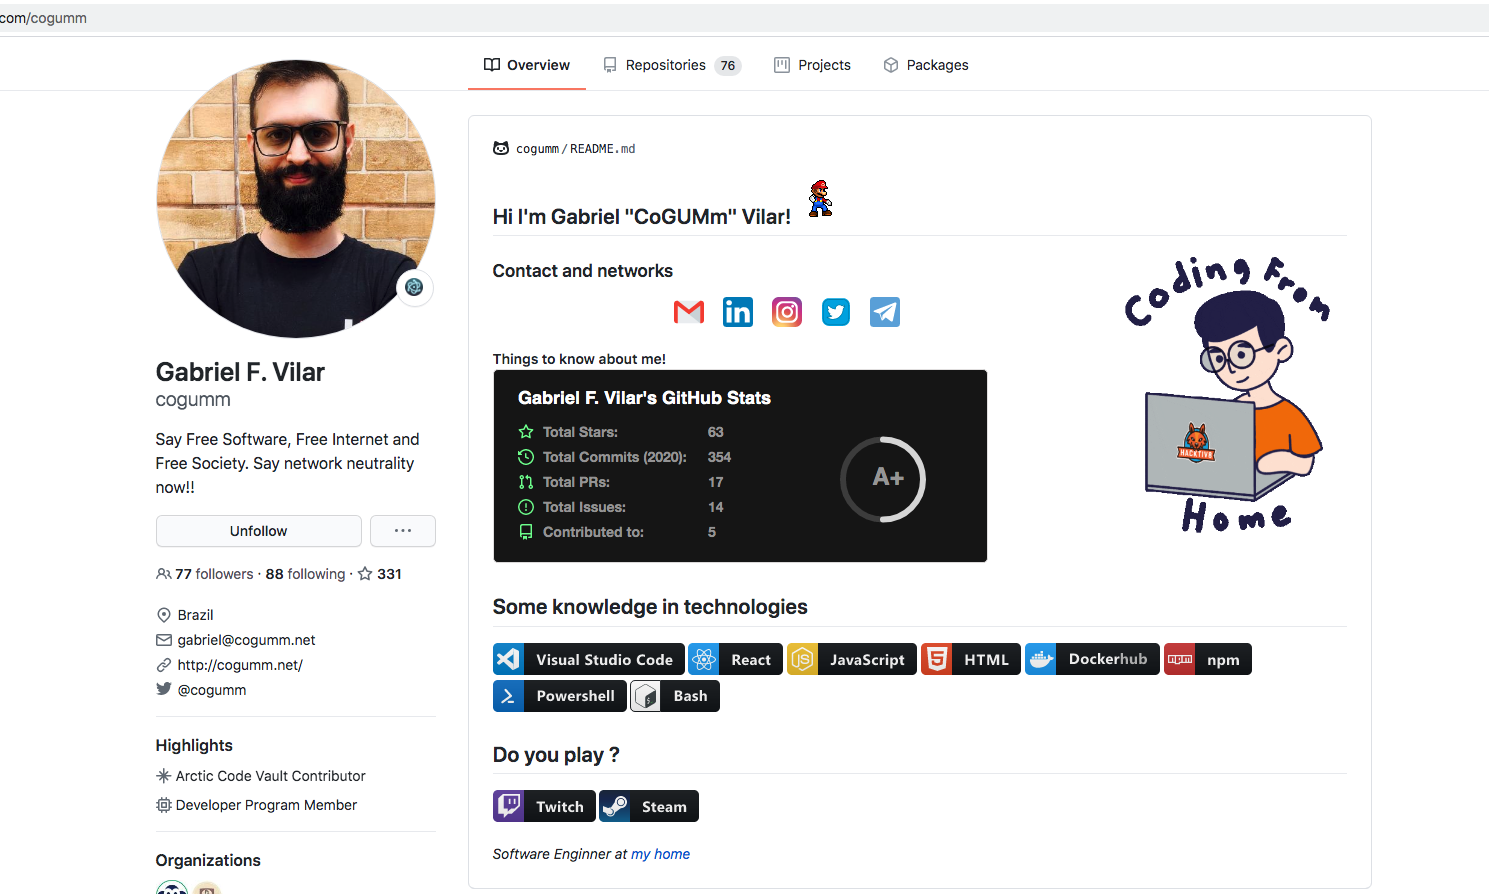 com/cogumm
Overview
Repositories 76
Projects
Packages
Gabriel F. Vilar
cogumm
Say Free Software, Free Internet and
Free Society. Say network neutrality
now!!
Unfollow
...
77 followers · 88 following · 331
Brazil
gabriel@cogumm.net
http://cogumm.net/
@cogumm
Highlights
Arctic Code Vault Contributor
Developer Program Member
Organizations
cogumm/README.md
Hi I'm Gabriel "CoGUMm" Vilar!
Contact and networks
in
Things to know about me!
Gabriel F. Vilar's GitHub Stats
Total Stars: 63
Total Commits (2020): 354
Total PRs: 17
Total Issues: 14
Contributed to: 5
A+
Coding From
HACKTIV8
Home
Some knowledge in technologies
Visual Studio Code
React
JS JavaScript
5 HTML
Dockerhub
npm npm
Powershell
Bash
Do you play ?
Twitch
Steam
Software Enginner at my home